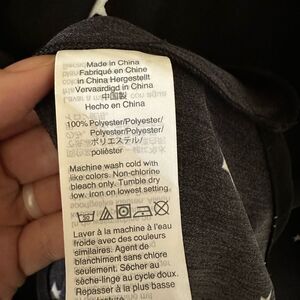 Made in China
Fabriqué en China
in China Hergestellt
Vervaardigd in China
中国製
Hecho en China
100% Polyester/Polyester/
Polyester/Polyester/
ポリエステル/
poliéster
Machine wash cold with
like colors. Non-chlorine
bleach only. Tumble dry
low. Iron on lowest setting.
Laver à la machine à l'eau
froide avec des couleurs
similaires. Agent de
blanchiment sans chlore
seulement. Sécher au
sèche-linge au cycle doux.
Repasser à la plus basse